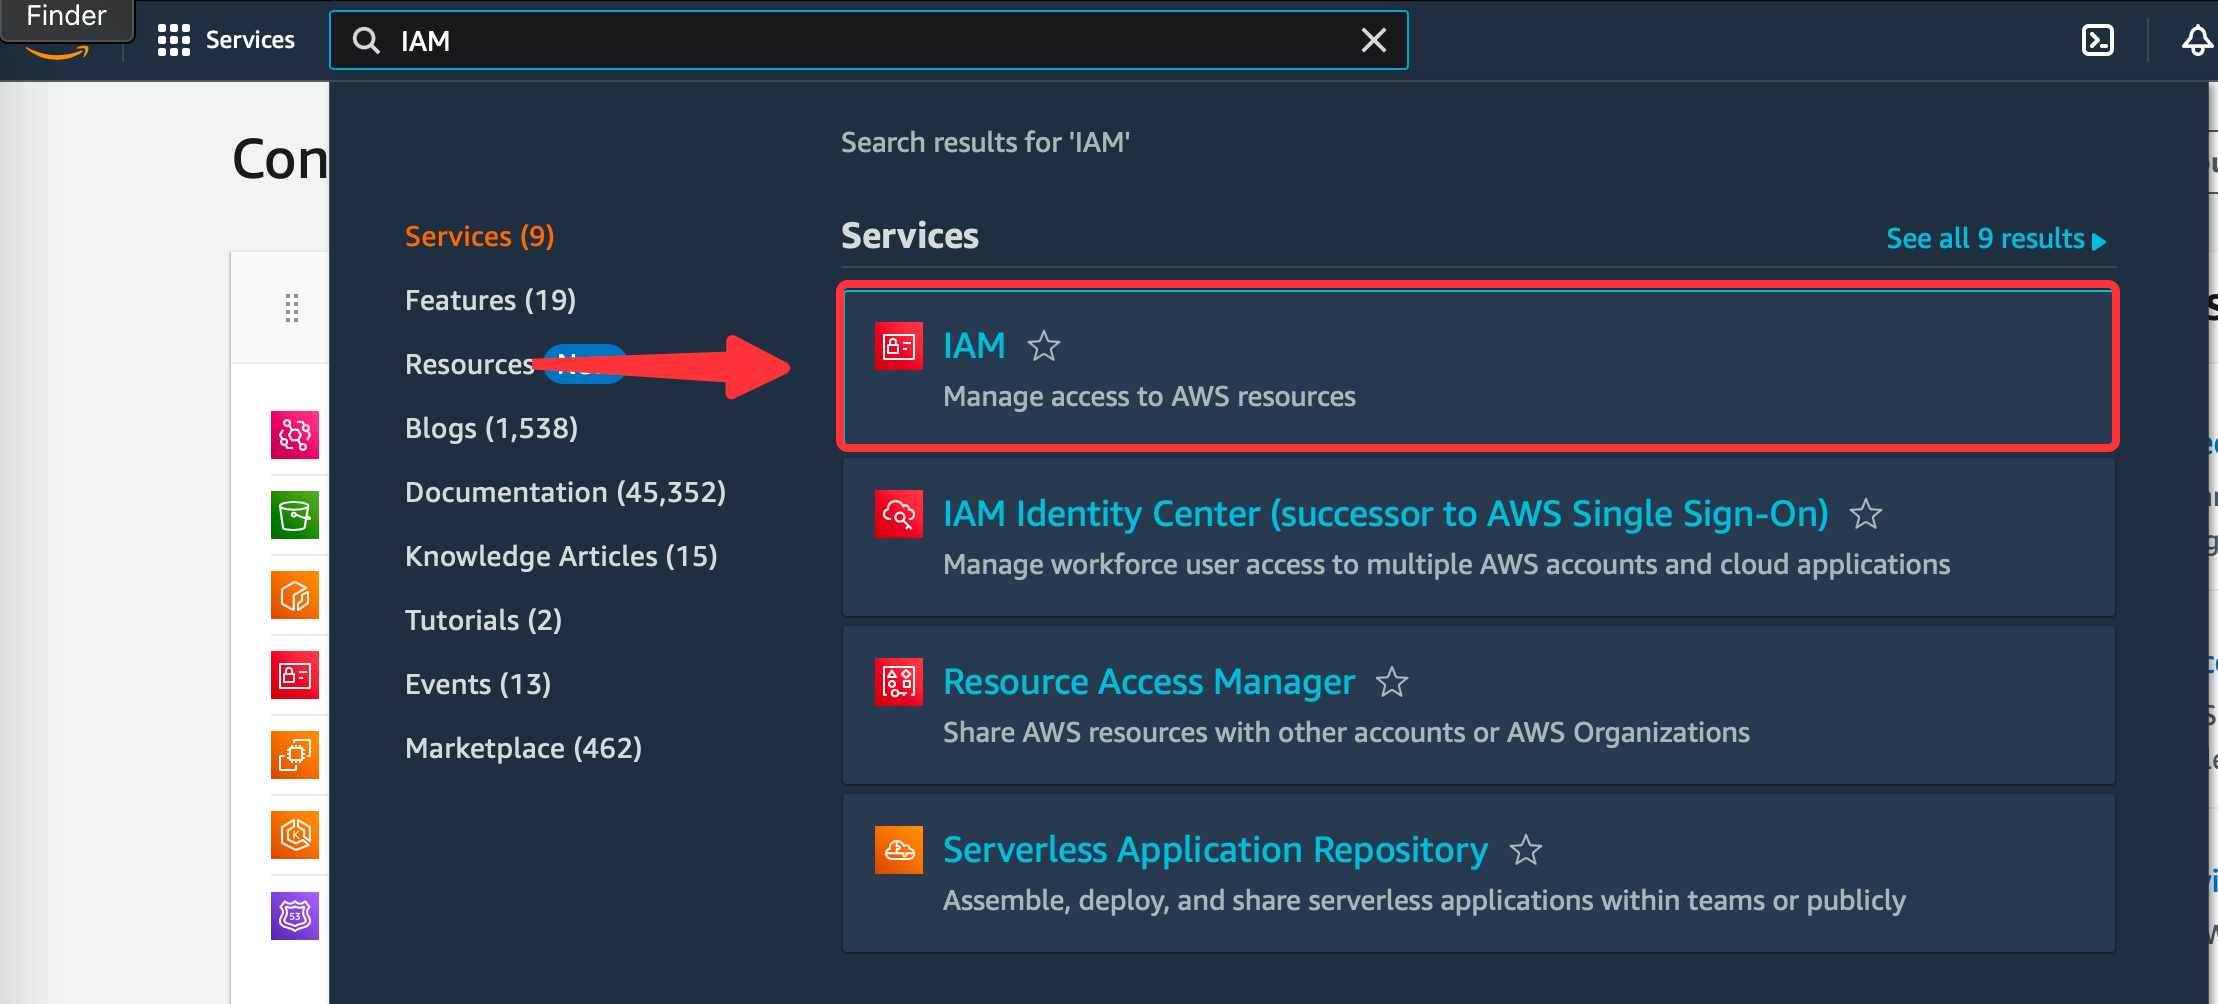 Finder
Services
IAM
Con
Search results for 'IAM'
Services (9)
Features (19)
Resources
Blogs (1,538)
Documentation (45,352)
Knowledge Articles (15)
Tutorials (2)
Events (13)
Marketplace (462)
Services
See all 9 results
IAM
Manage access to AWS resources
IAM Identity Center (successor to AWS Single Sign-On)
Manage workforce user access to multiple AWS accounts and cloud applications
Resource Access Manager
Share AWS resources with other accounts or AWS Organizations
Serverless Application Repository
Assemble, deploy, and share serverless applications within teams or publicly
53